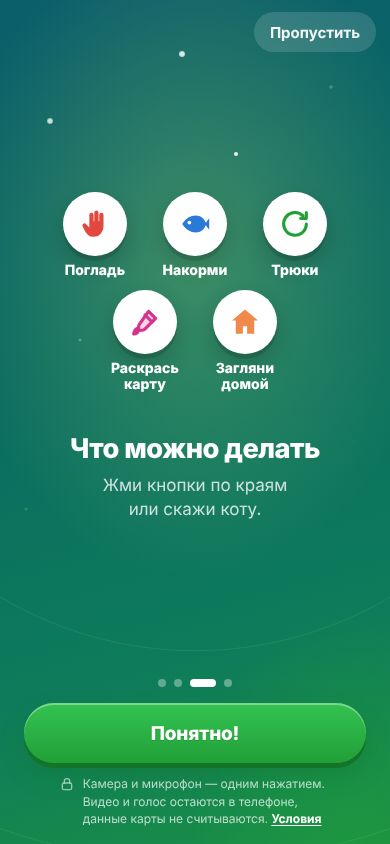 Пропустить
Погладь
Накорми
Трюки
Раскрась
карту
Загляни
домой
Что можно делать
Жми кнопки по краям
или скажи коту.
Понятно!
Камера и микрофон — одним нажатием.
Видео и голос остаются в телефоне,
данные карты не считываются. Условия